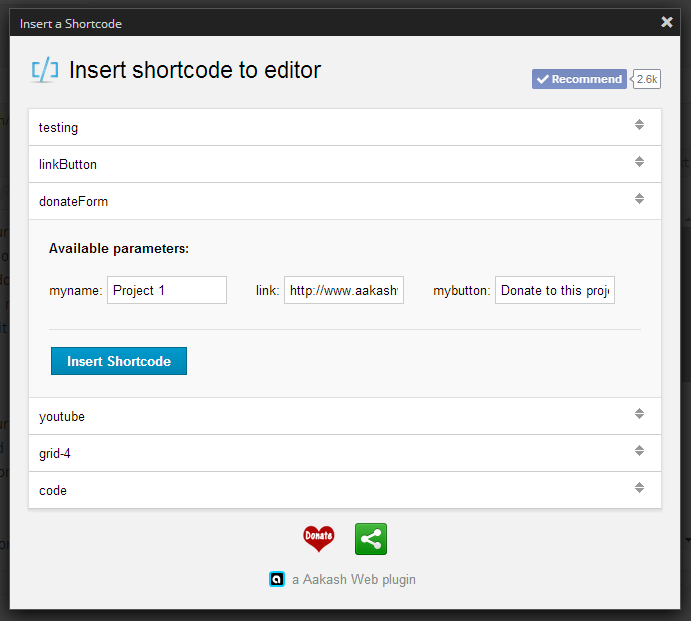 Insert a Shortcode
Insert shortcode to editor
Recommend 2.6k
testing
linkButton
donateForm
Available parameters:
myname: Project 1 link: http://www.aakash mybutton: Donate to this proj
Insert Shortcode
youtube
grid-4
code
Donate
a Aakash Web plugin